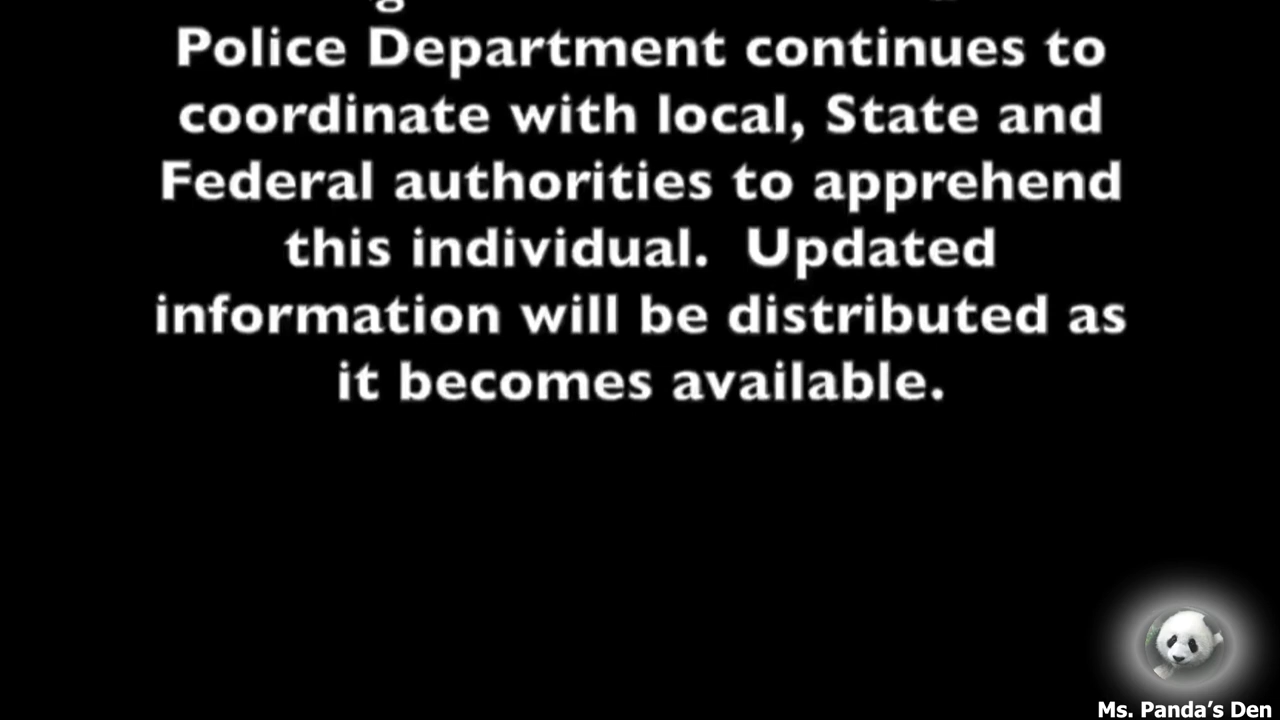 Police Department continues to
coordinate with local, State and
Federal authorities to apprehend
this individual.  Updated
information will be distributed as
it becomes available.
Ms. Panda's Den